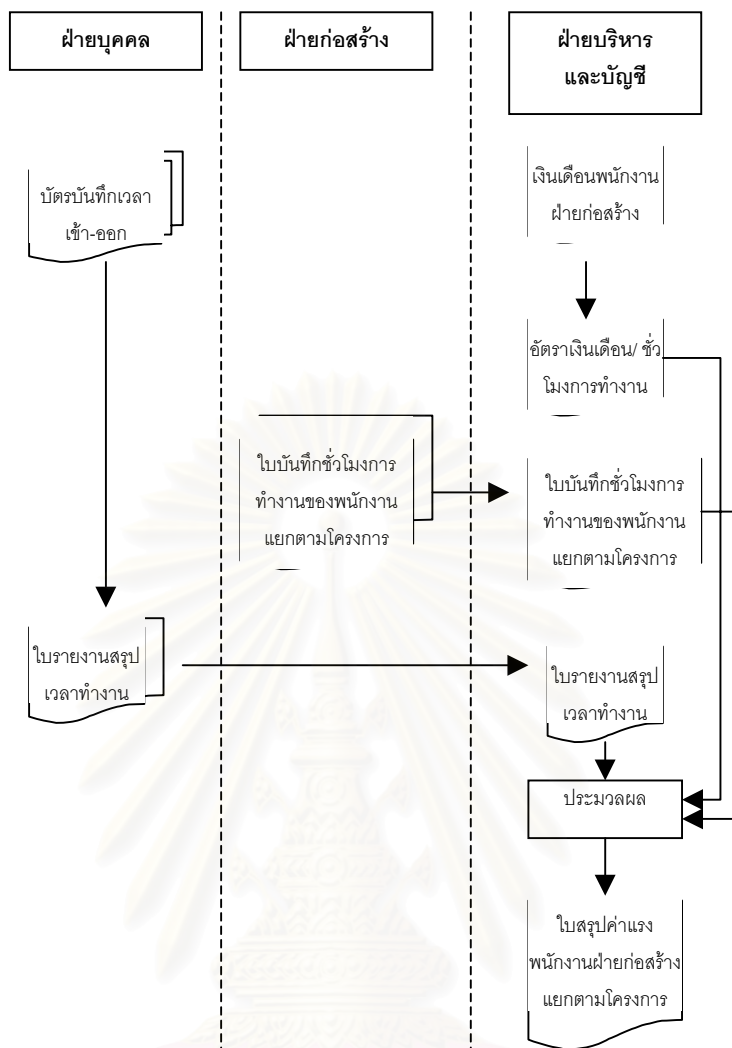 ฝ่ายบุคคล
ฝ่ายก่อสร้าง
ฝ่ายบริหาร
และบัญชี
บัตรบันทึกเวลา
เข้า-ออก
เงินเดือนพนักงาน
ฝ่ายก่อสร้าง
อัตราเงินเดือน/ ชั่ว
โมงการทำงาน
ใบบันทึกชั่วโมงการ
ทำงานของพนักงาน
แยกตามโครงการ
ใบบันทึกชั่วโมงการ
ทำงานของพนักงาน
แยกตามโครงการ
ใบรายงานสรุป
เวลาทำงาน
ใบรายงานสรุป
เวลาทำงาน
ประมวลผล
ใบสรุปค่าแรง
พนักงานฝ่ายก่อสร้าง
แยกตามโครงการ